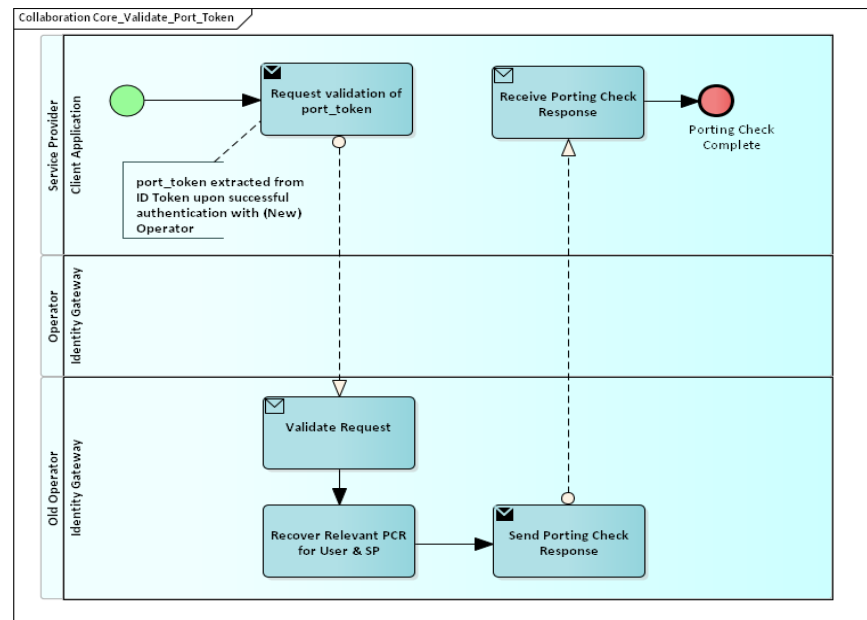 Collaboration Core_Validate_Port_Token
Service Provider
Client Application
Request validation of
port_token
Receive Porting Check
Response
Porting Check
Complete
port_token extracted from
ID Token upon successful
authentication with (New)
Operator
Operator
Identity Gateway
Old Operator
Identity Gateway
Validate Request
Recover Relevant PCR
for User & SP
Send Porting Check
Response